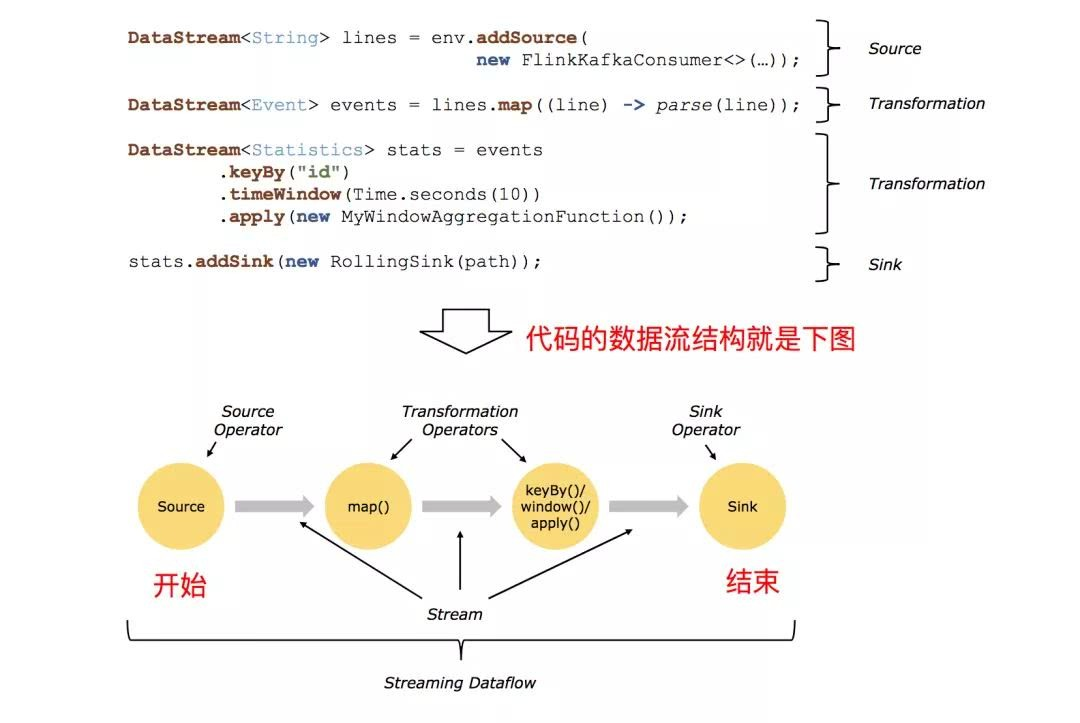 DataStream<String> lines = env.addSource(
new FlinkKafkaConsumer<>(…));
Source
DataStream<Event> events = lines.map((line) -> parse(line));
Transformation
DataStream<Statistics> stats = events
.keyBy("id")
.timeWindow(Time.seconds(10))
.apply(new MyWindowAggregationFunction());
Transformation
stats.addSink(new RollingSink(path));
Sink
代码的数据流结构就是下图
Source
Operator
Transformation
Operators
Sink
Operator
Source
map()
keyBy()/
window()/
apply()
Sink
开始
结束
Stream
Streaming Dataflow